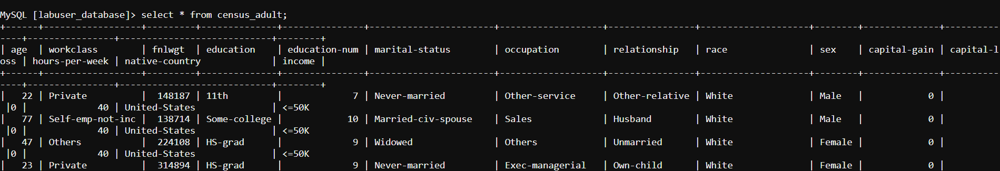 MySQL [labuser_database]> select * from census_adult;
+------+------------------+---------+---------------+---------------+------------------------+--------------------+-----------------+--------------------+--------+--------------+----------
----+----------------+-----------------------------+--------+
| age  | workclass        | fnlwgt  | education    | education-num | marital-status        | occupation         | relationship   | race               | sex    | capital-gain | capital-l
oss | hours-per-week | native-country             | income |
+------+------------------+---------+---------------+---------------+------------------------+--------------------+-----------------+--------------------+--------+--------------+----------
----+----------------+-----------------------------+--------+
|   22 | Private          |  148187 | 11th         |             7 | Never-married         | Other-service      | Other-relative | White              | Male   |            0 |
 |0 |             40 | United-States              | <=50K
|   77 | Self-emp-not-inc |  138714 | Some-college |            10 | Married-civ-spouse    | Sales              | Husband        | White              | Male   |            0 |
 |0 |             40 | United-States              | <=50K
|   47 | Others           |  224108 | HS-grad      |             9 | Widowed               | Others             | Unmarried      | White              | Female |            0 |
 |0 |             40 | United-States              | <=50K
|   23 | Private          |  314894 | HS-grad      |             9 | Never-married         | Exec-managerial    | Own-child      | White              | Female |            0 |